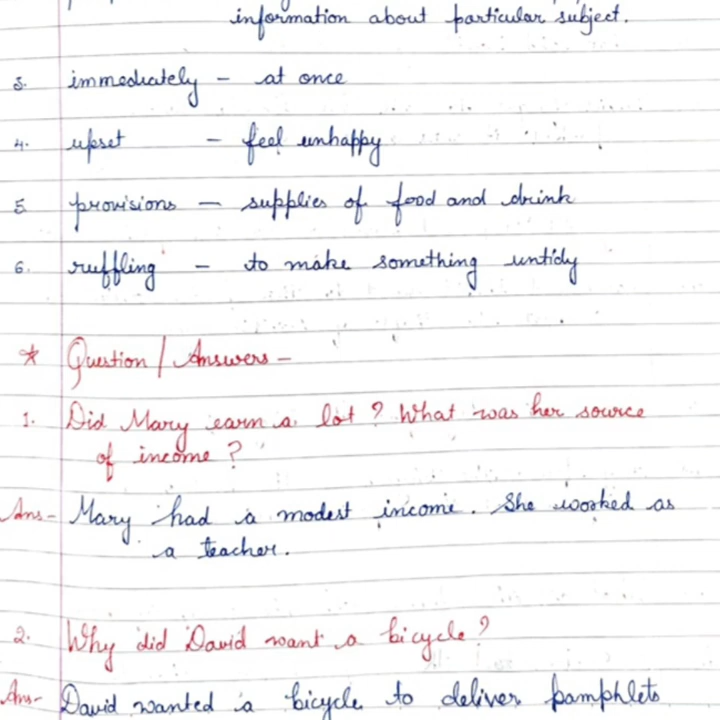 information about particular subject.
3. immediately - at once
4. upset - feel unhappy
5. provisions - supplies of food and drink
6. ruffling - to make something untidy
* Question / Answers -
1. Did Mary earn a lot ? What was her source
of income ?
Ans- Mary had a modest income. She worked as
a teacher.
2. Why did David want a bicycle ?
Ans- David wanted a bicycle to deliver pamphlets